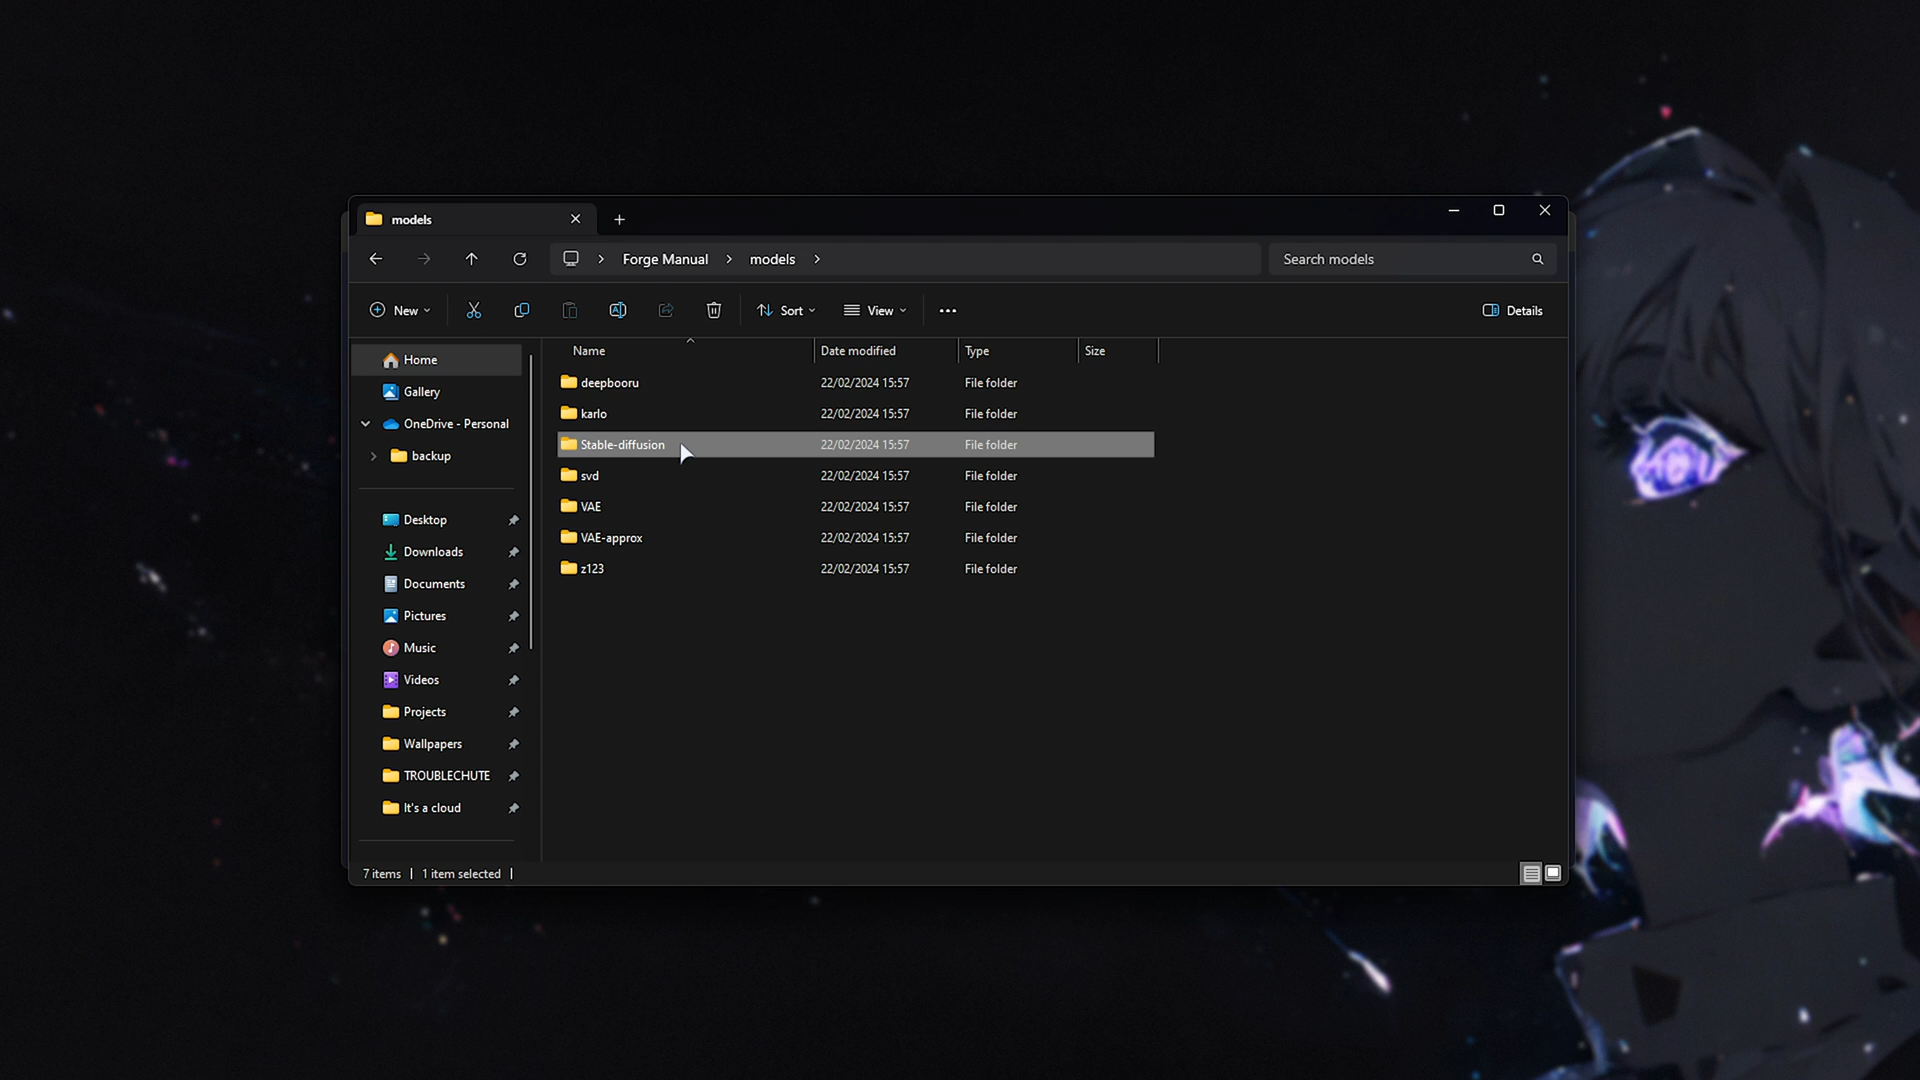 models
Forge Manual
models
Search models
New
Sort
View
Details
Home
Gallery
OneDrive - Personal
backup
Desktop
Downloads
Documents
Pictures
Music
Videos
Projects
Wallpapers
TROUBLECHUTE
It's a cloud
Name Date modified Type Size
deepbooru 22/02/2024 15:57 File folder
karlo 22/02/2024 15:57 File folder
Stable-diffusion 22/02/2024 15:57 File folder
svd 22/02/2024 15:57 File folder
VAE 22/02/2024 15:57 File folder
VAE-approx 22/02/2024 15:57 File folder
z123 22/02/2024 15:57 File folder
7 items | 1 item selected |